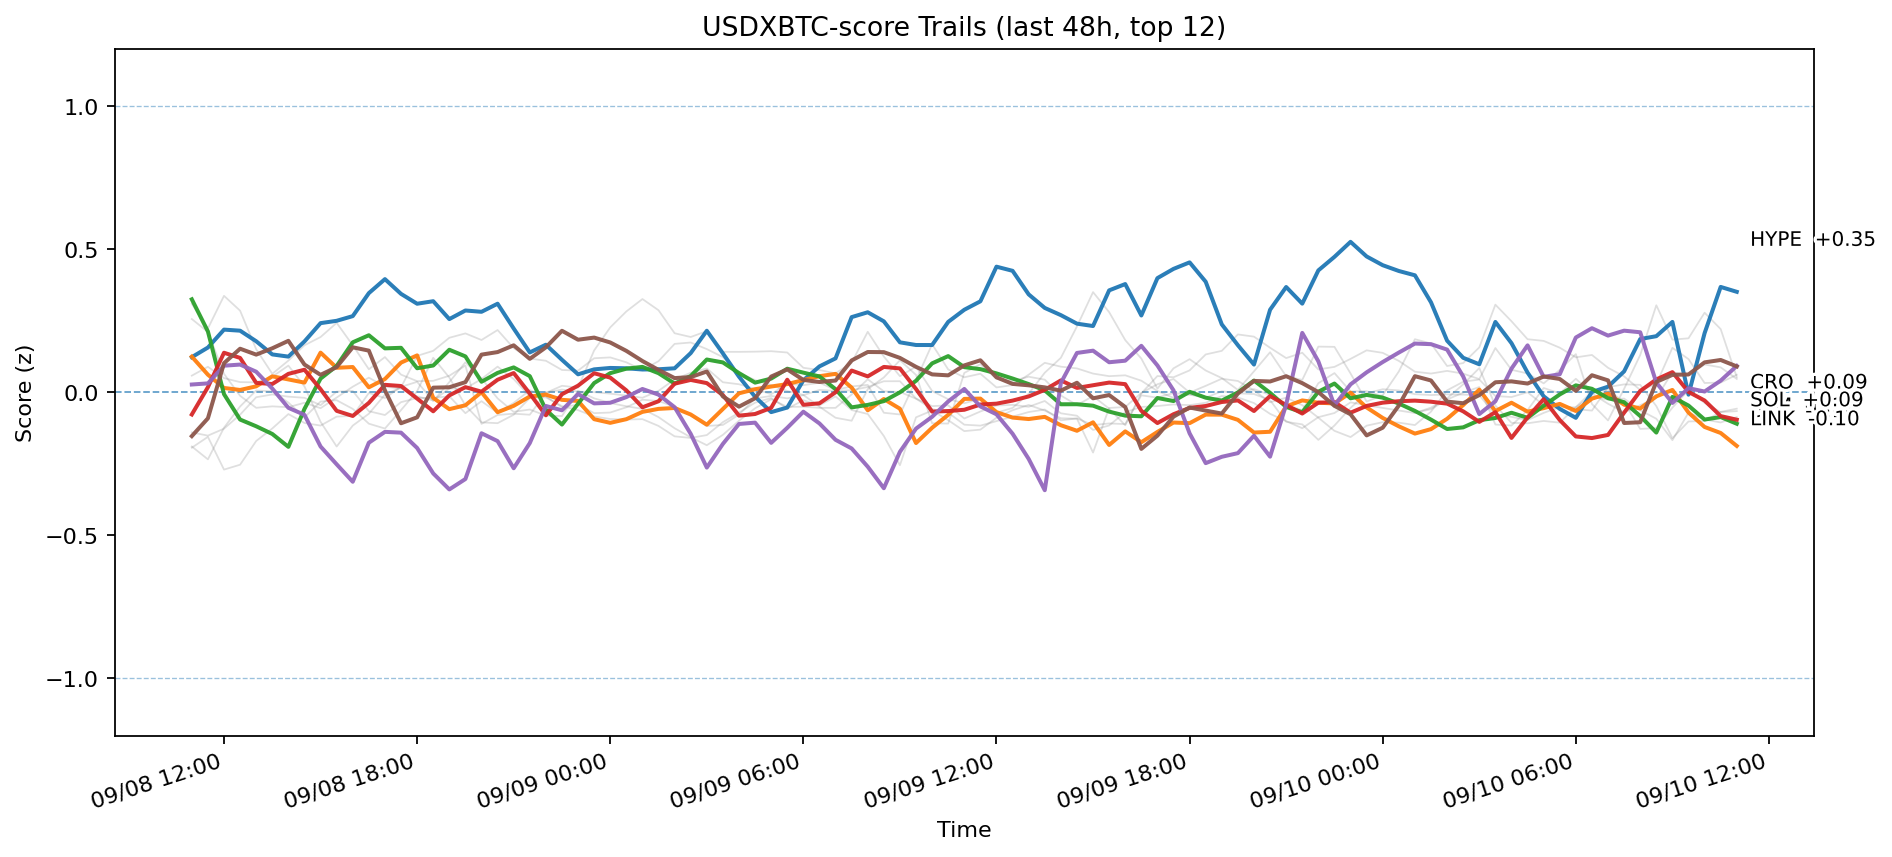 USDXBTC-score Trails (last 48h, top 12)
Score (z)
1.0
0.5
0.0
−0.5
−1.0
HYPE +0.35
CRO +0.09
SOL +0.09
LINK -0.10
09/08 12:00
09/08 18:00
09/09 00:00
09/09 06:00
09/09 12:00
09/09 18:00
09/10 00:00
09/10 06:00
09/10 12:00
Time